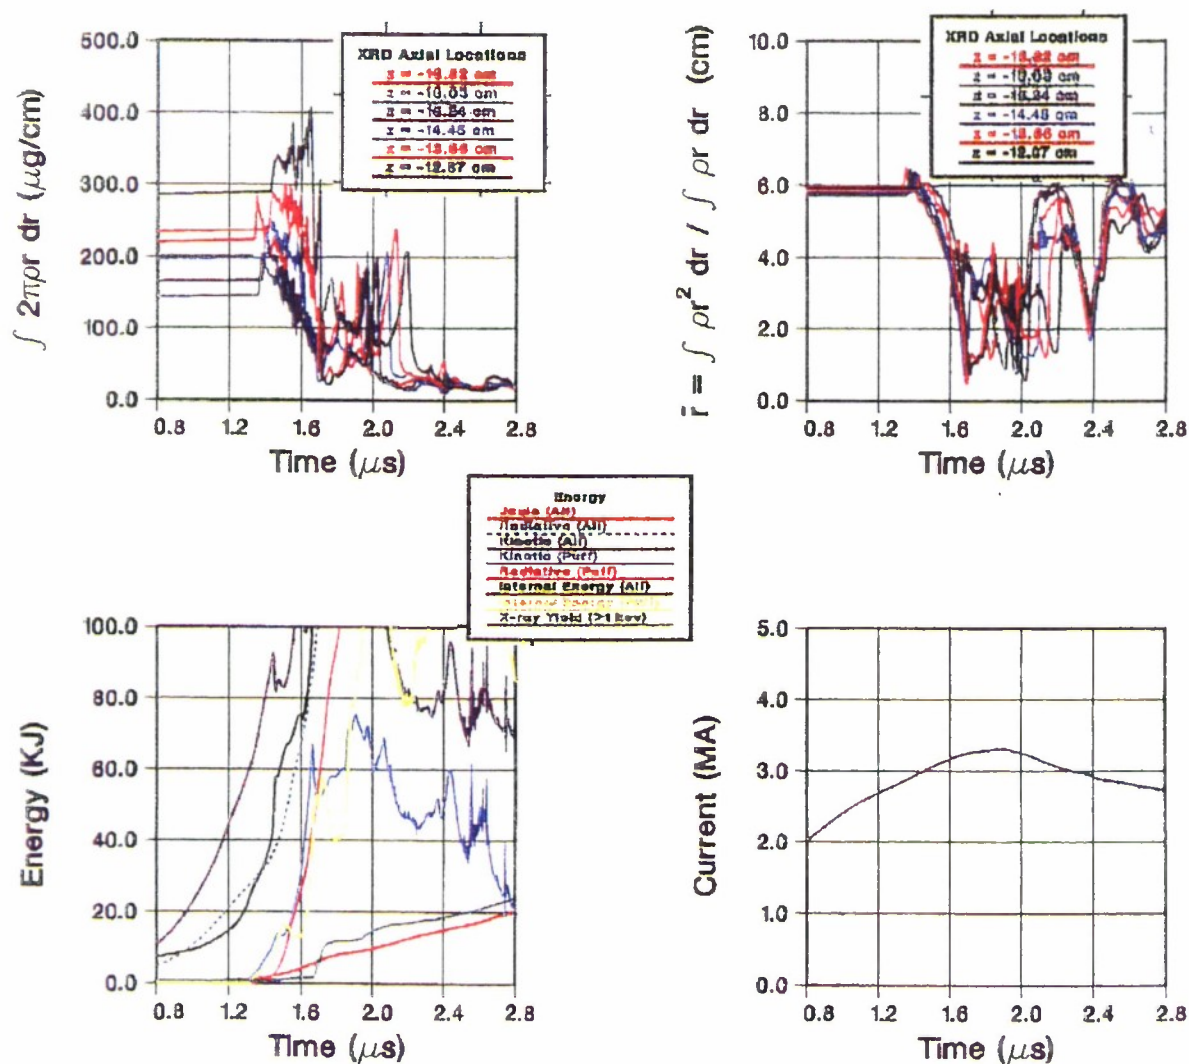 500.0
400.0
300.0
200.0
100.0
0.0
∫ 2πρr dr (μg/cm)
XRD Axial Locations
z = -14.45 cm
0.8 1.2 1.6 2.0 2.4 2.8
Time (μs)
10.0
8.0
6.0
4.0
2.0
0.0
r̄ = ∫ ρr² dr / ∫ ρr dr (cm)
XRD Axial Locations
z = -14.45 cm
0.8 1.2 1.6 2.0 2.4 2.8
Time (μs)
Energy
Joule (All)
Radiative (All)
Kinetic (All)
Kinetic (Puff)
Radiative (Puff)
Internal Energy (All)
X-ray Yield (>1 kev)
100.0
80.0
60.0
40.0
20.0
0.0
Energy (KJ)
0.8 1.2 1.6 2.0 2.4 2.8
Time (μs)
5.0
4.0
3.0
2.0
1.0
0.0
Current (MA)
0.8 1.2 1.6 2.0 2.4 2.8
Time (μs)